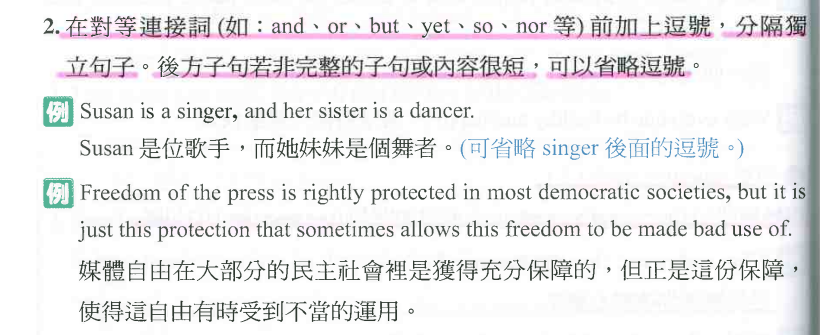 2. 在對等連接詞 (如：and、or、but、yet、so、nor 等) 前加上逗號，分隔獨
立句子。後方子句若非完整的子句或內容很短，可以省略逗號。
例 Susan is a singer, and her sister is a dancer.
Susan 是位歌手，而她妹妹是個舞者。(可省略 singer 後面的逗號。)
例 Freedom of the press is rightly protected in most democratic societies, but it is
just this protection that sometimes allows this freedom to be made bad use of.
媒體自由在大部分的民主社會裡是獲得充分保障的，但正是這份保障，
使得這自由有時受到不當的運用。